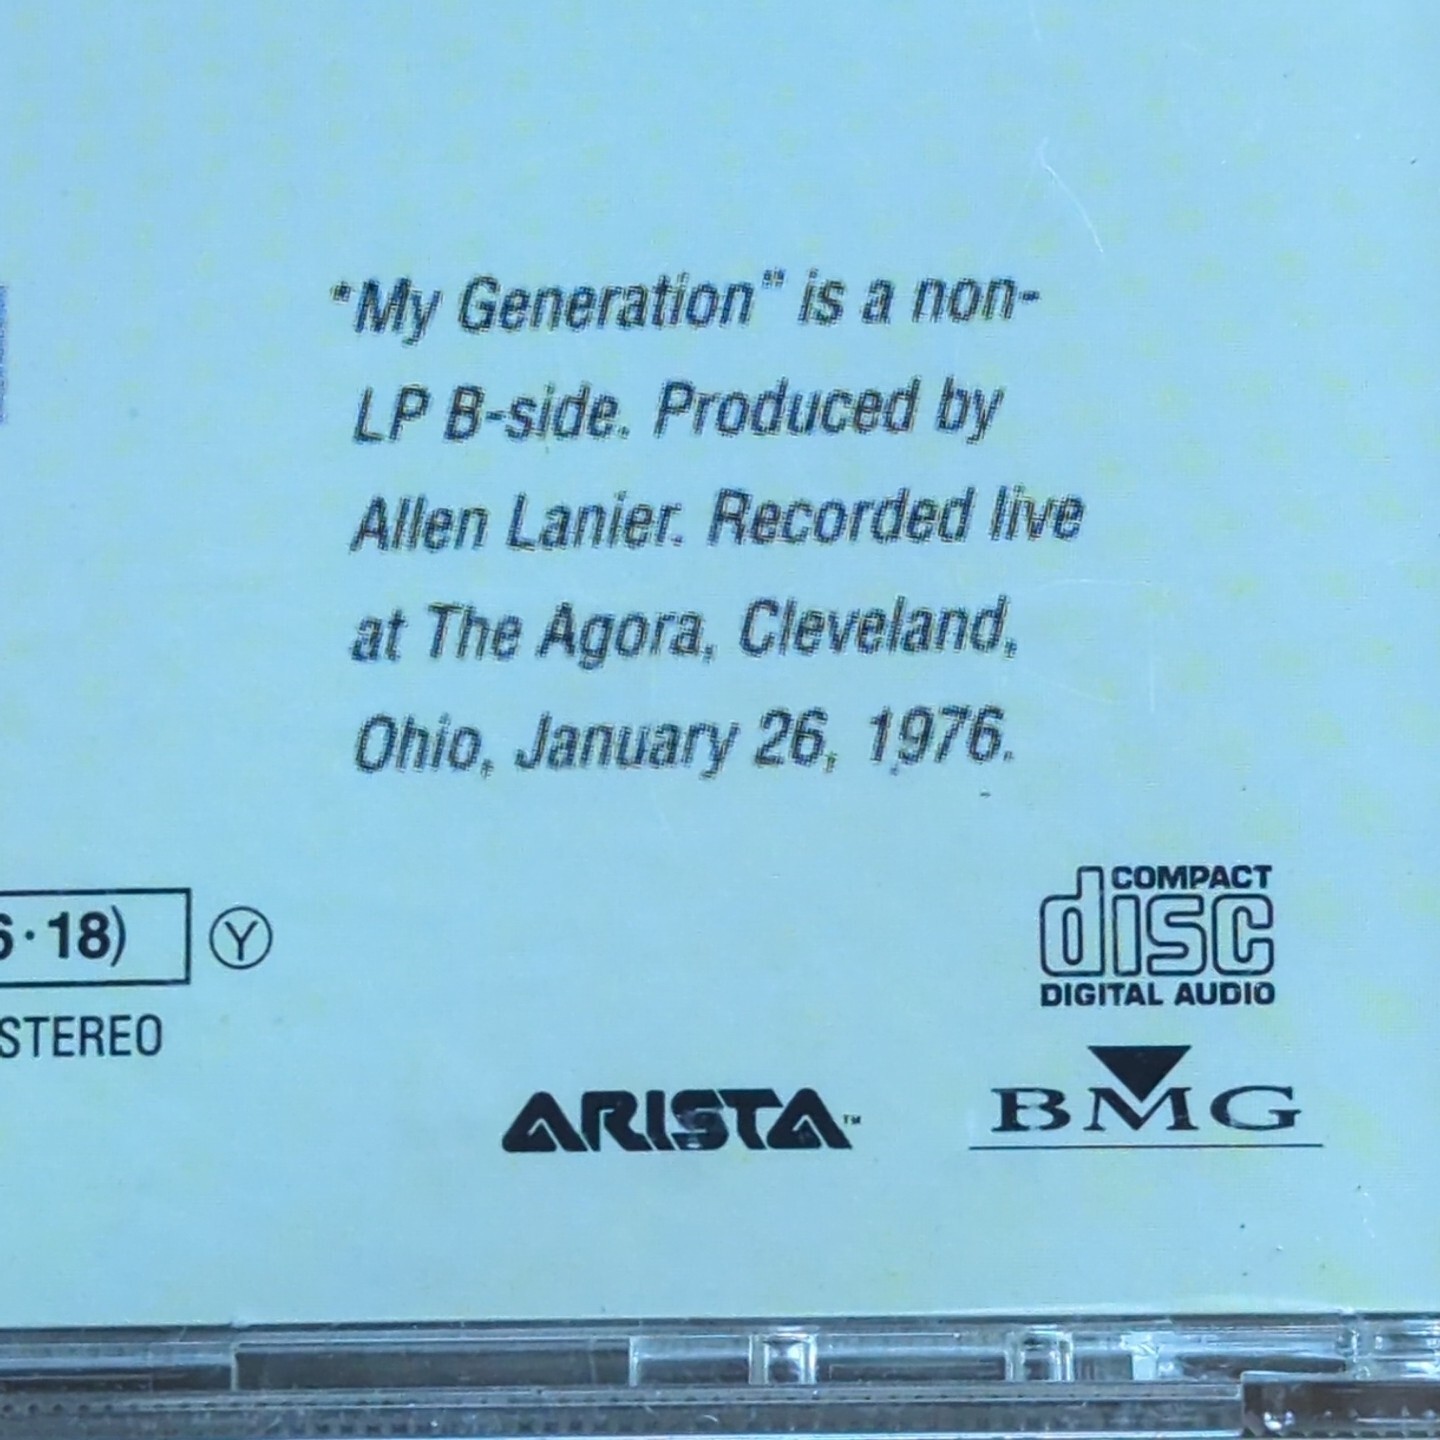 "My Generation" is a non-
LP B-side. Produced by
Allen Lanier. Recorded live
at The Agora, Cleveland,
Ohio, January 26, 1976.
6·18) Ⓨ
STEREO
COMPACT
disc
DIGITAL AUDIO
ARISTA™
BMG